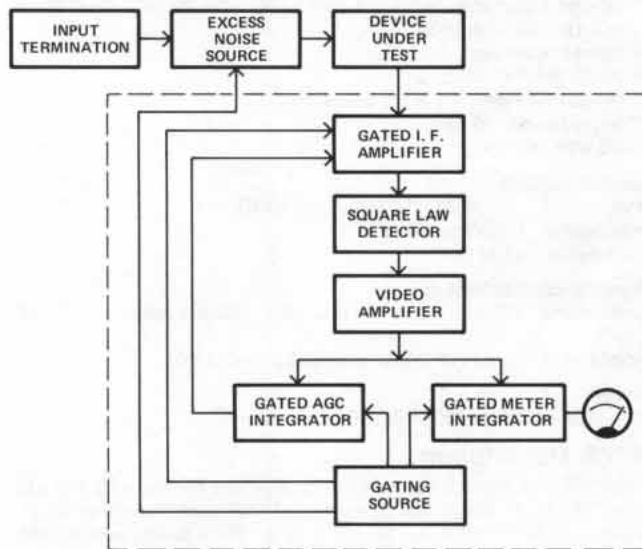 INPUT
TERMINATION
EXCESS
NOISE
SOURCE
DEVICE
UNDER
TEST
GATED I. F.
AMPLIFIER
SQUARE LAW
DETECTOR
VIDEO
AMPLIFIER
GATED AGC
INTEGRATOR
GATED METER
INTEGRATOR
GATING
SOURCE